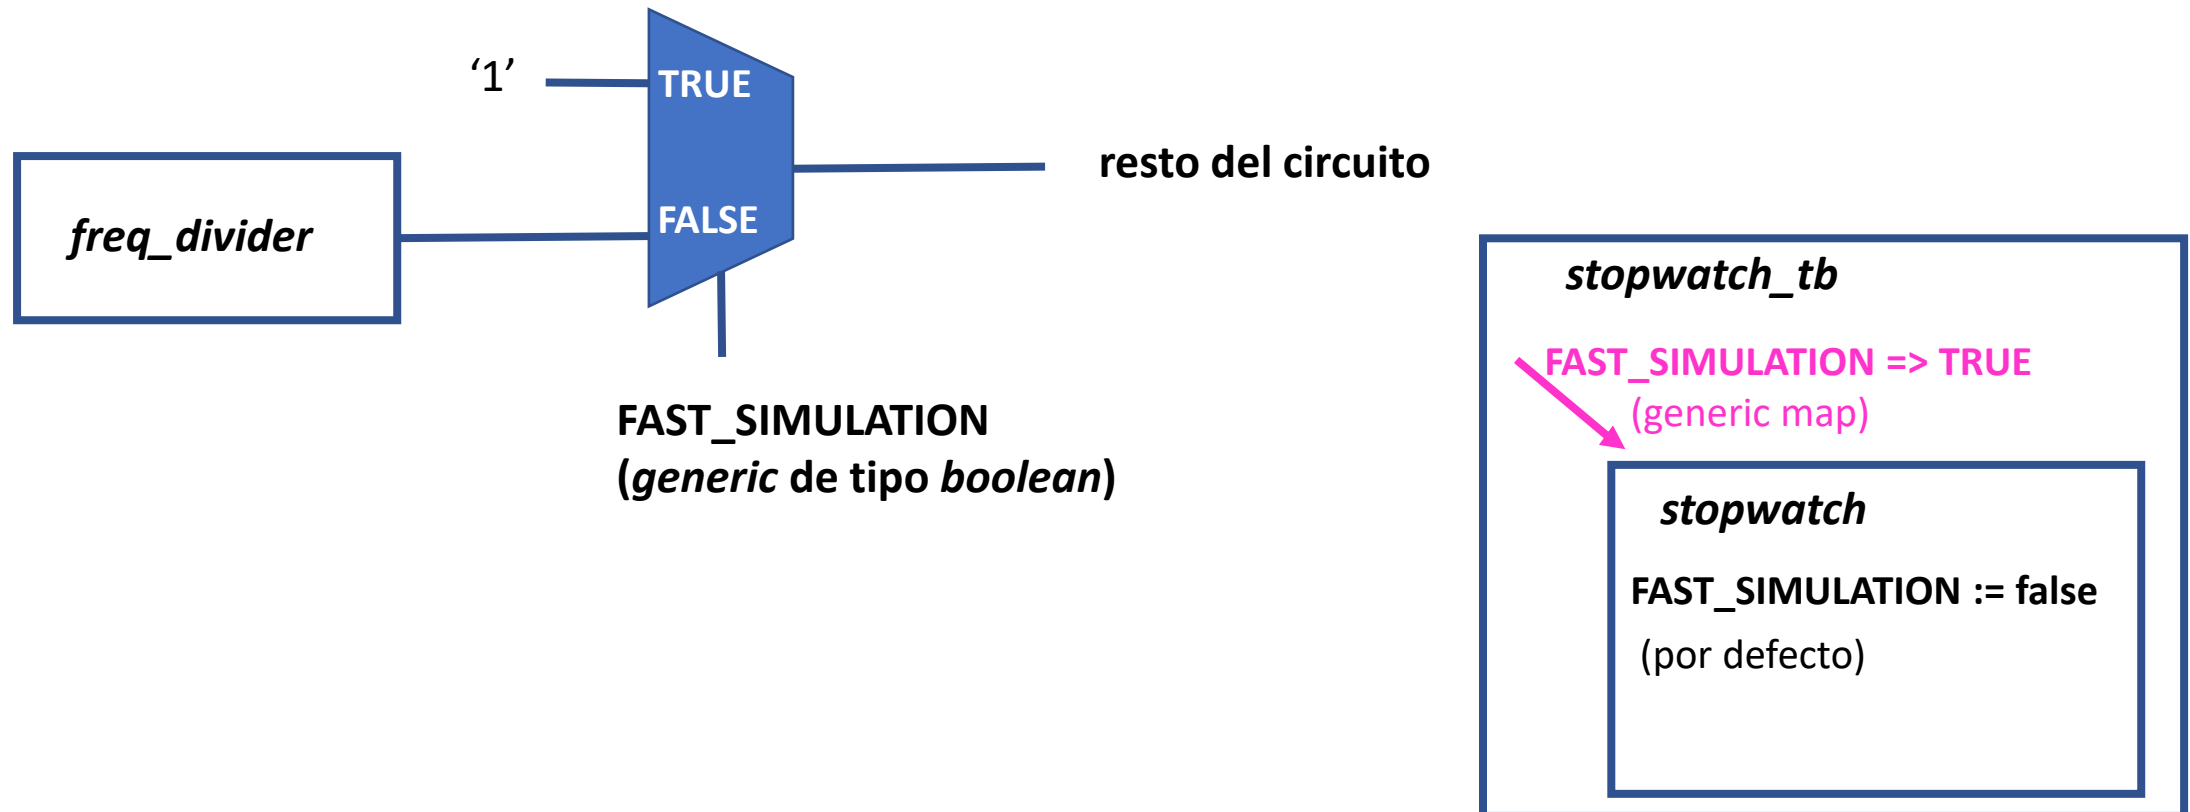 ‘1’
TRUE
resto del circuito
freq_divider
FALSE
FAST_SIMULATION
(generic de tipo boolean)
stopwatch_tb
FAST_SIMULATION => TRUE
(generic map)
stopwatch
FAST_SIMULATION := false
(por defecto)